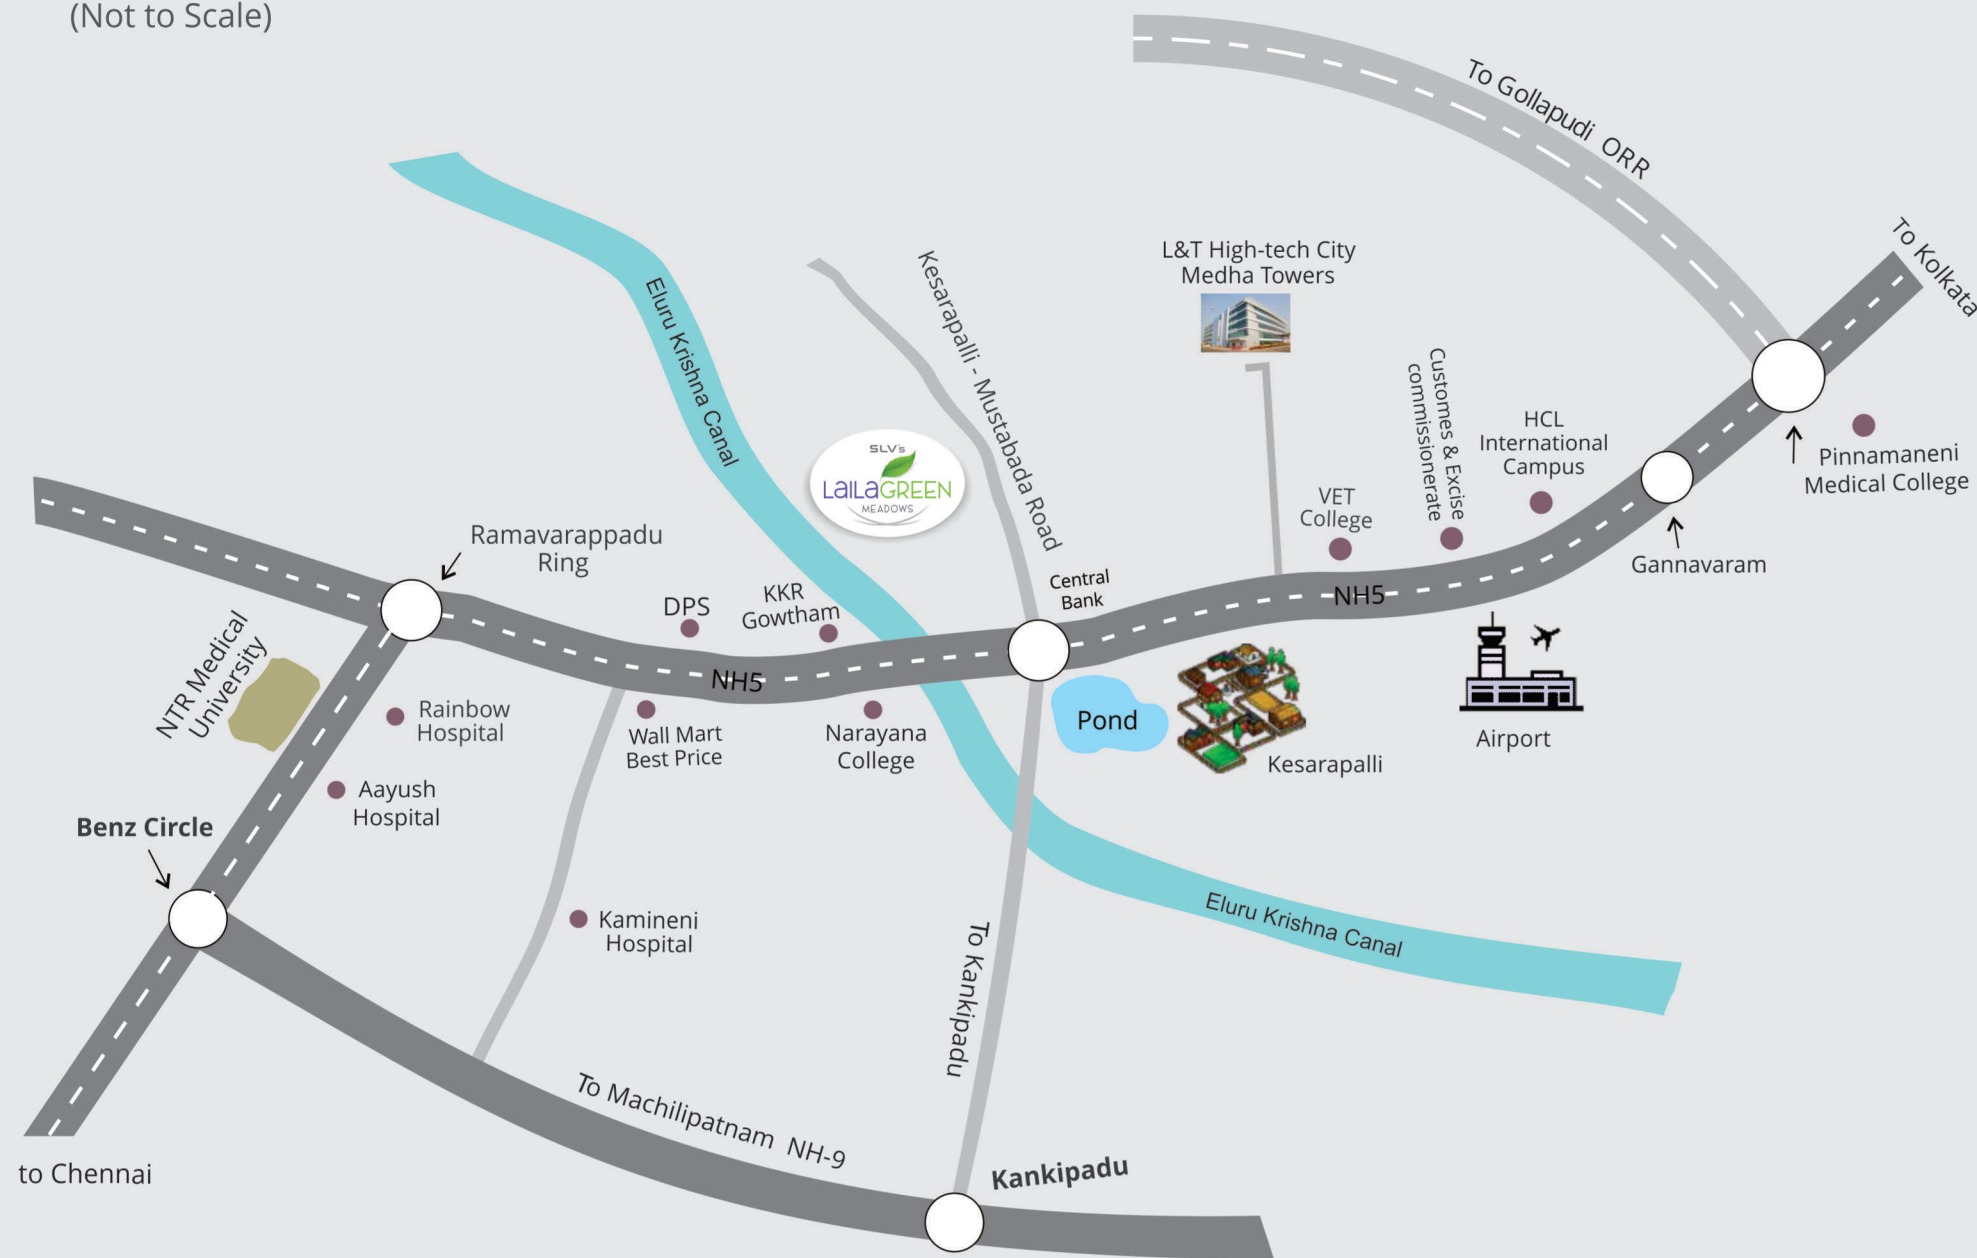 (Not to Scale)
To Gollapudi ORR
To Kolkata
L&T High-tech City
Medha Towers
Kesarapalli - Mustabada Road
Eluru Krishna Canal
SLV's
LAILAGREEN
MEADOWS
Customes & Excise
commissionerate
HCL
International
Campus
VET
College
Pinnamaneni
Medical College
Gannavaram
Ramavarappadu
Ring
DPS
KKR
Gowtham
Central
Bank
NH5
NH5
NTR Medical
University
Rainbow
Hospital
Wall Mart
Best Price
Narayana
College
Pond
Kesarapalli
Airport
Aayush
Hospital
Benz Circle
Kamineni
Hospital
Eluru Krishna Canal
To Kankipadu
To Machilipatnam NH-9
Kankipadu
to Chennai